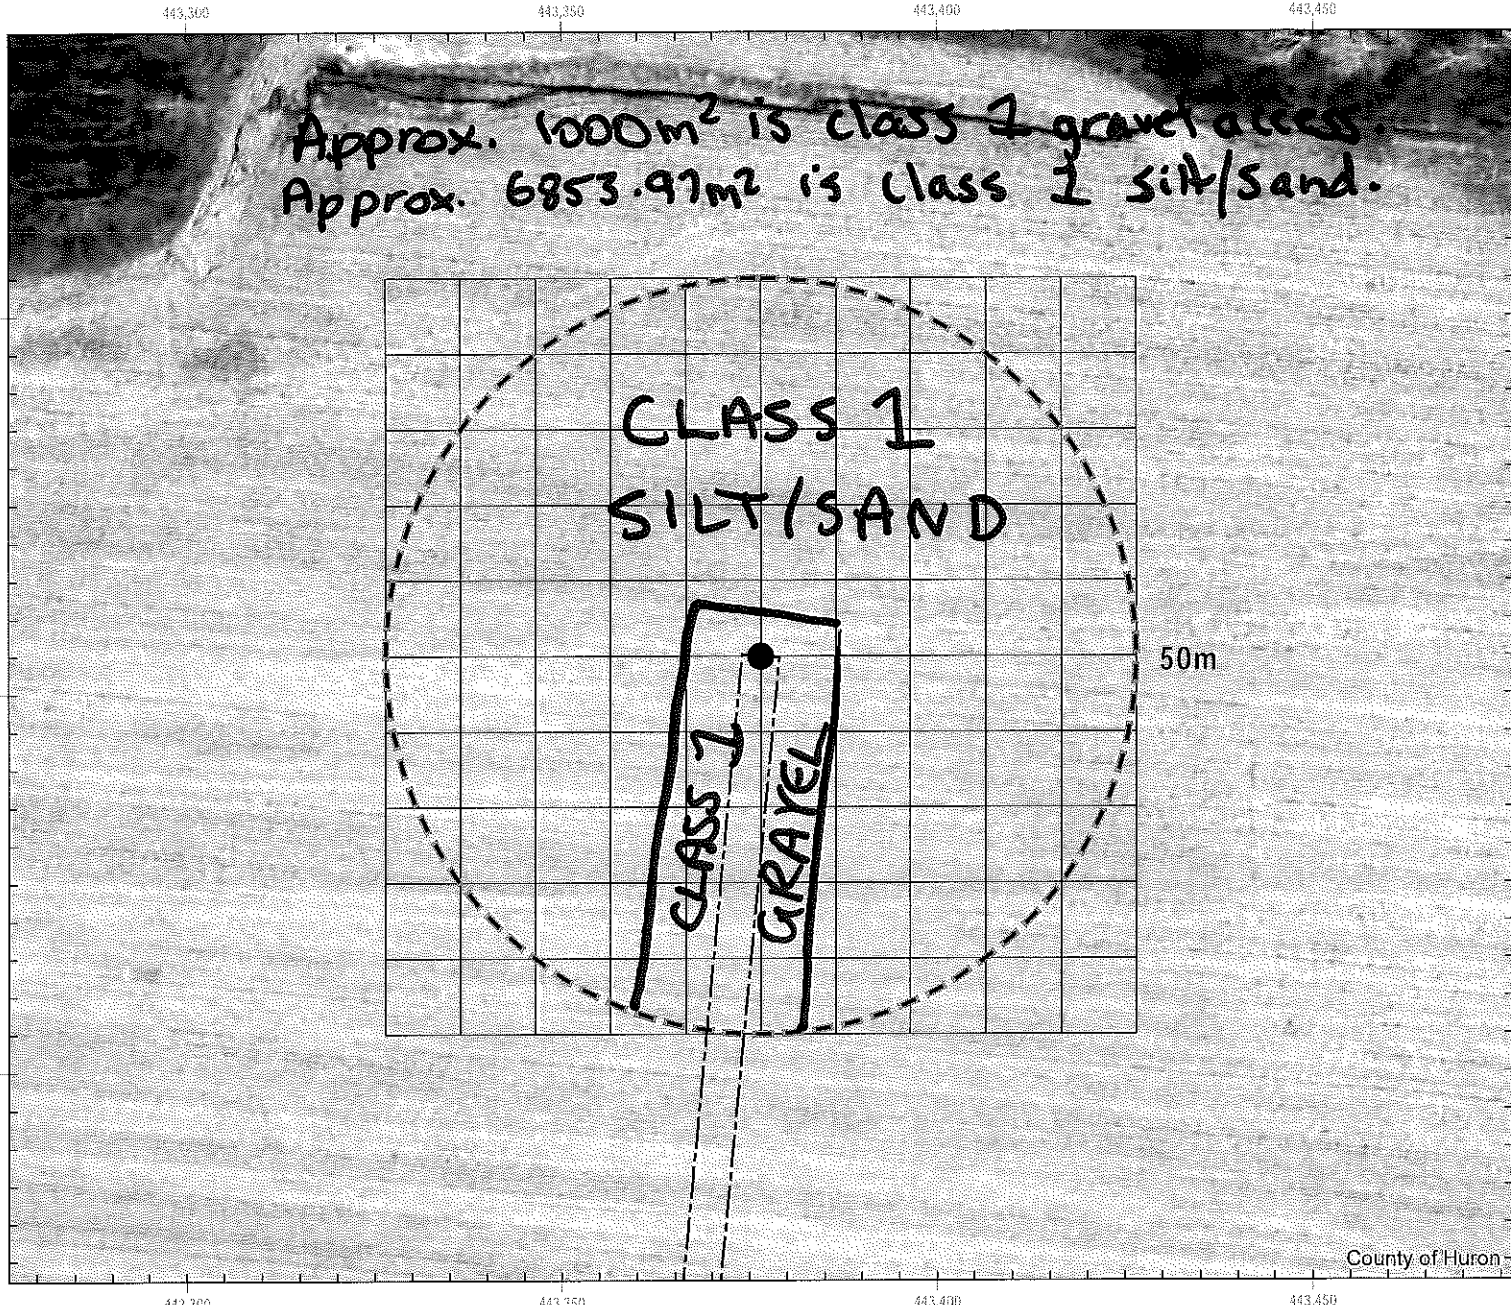 443,300 443,350 443,400 443,450
Approx. 1000m² is class 1 gravel access.
Approx. 6853.97m² is class 1 silt/sand.
CLASS 1
SILT/SAND
50m
CLASS 1
GRAVEL
County of Huron
443,350 443,400 443,450